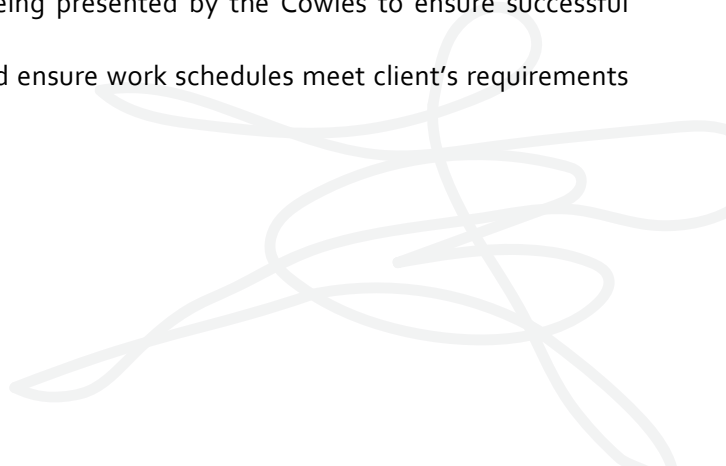 eing presented by the Cowles to ensure successful
d ensure work schedules meet client’s requirements